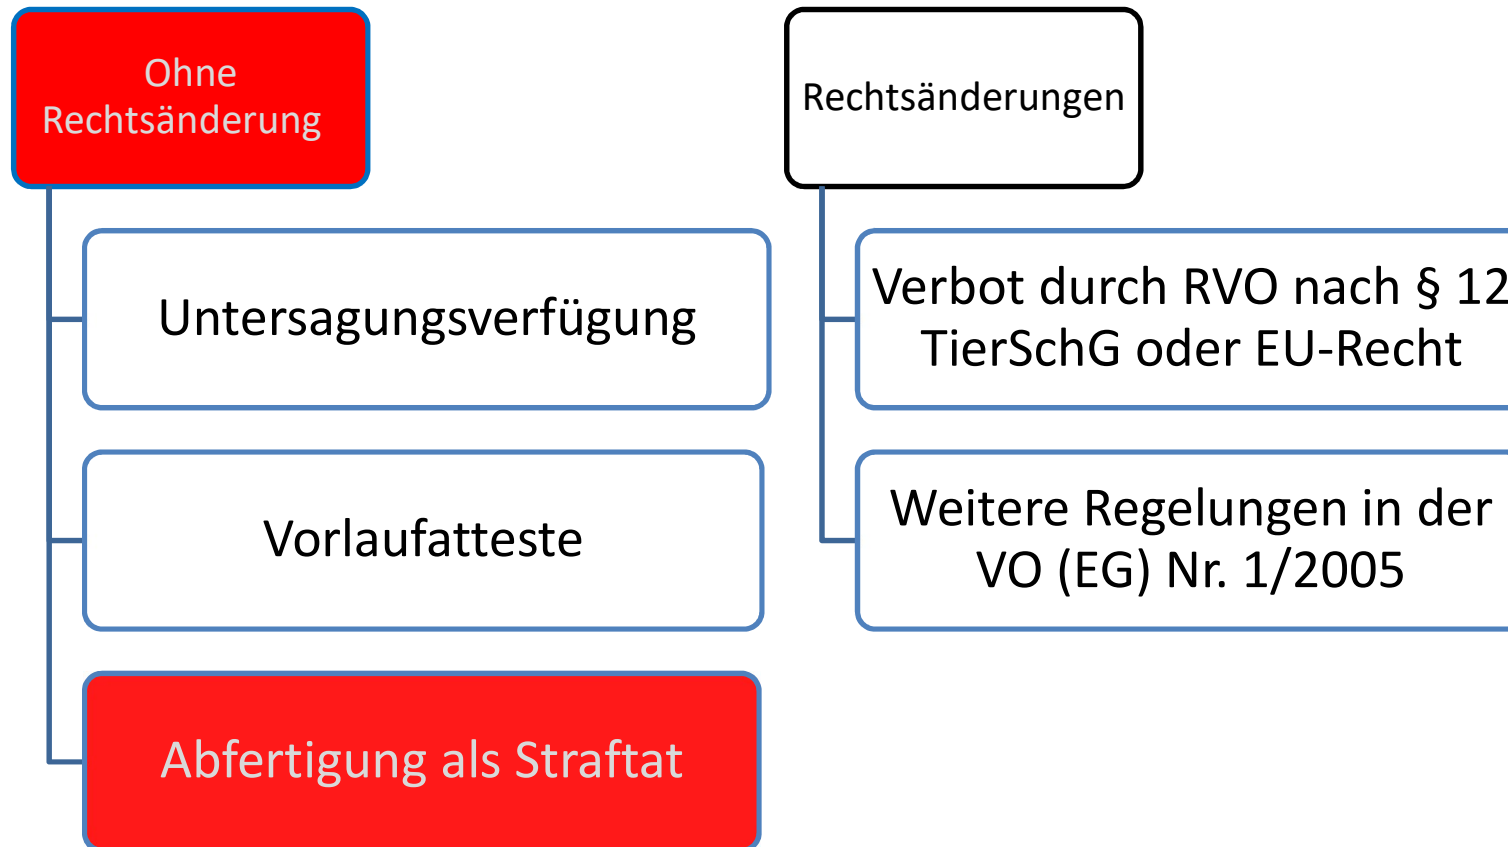 Ohne
Rechtsänderung
Untersagungsverfügung
Vorlaufatteste
Abfertigung als Straftat
Rechtsänderungen
Verbot durch RVO nach § 12
TierSchG oder EU-Recht
Weitere Regelungen in der
VO (EG) Nr. 1/2005